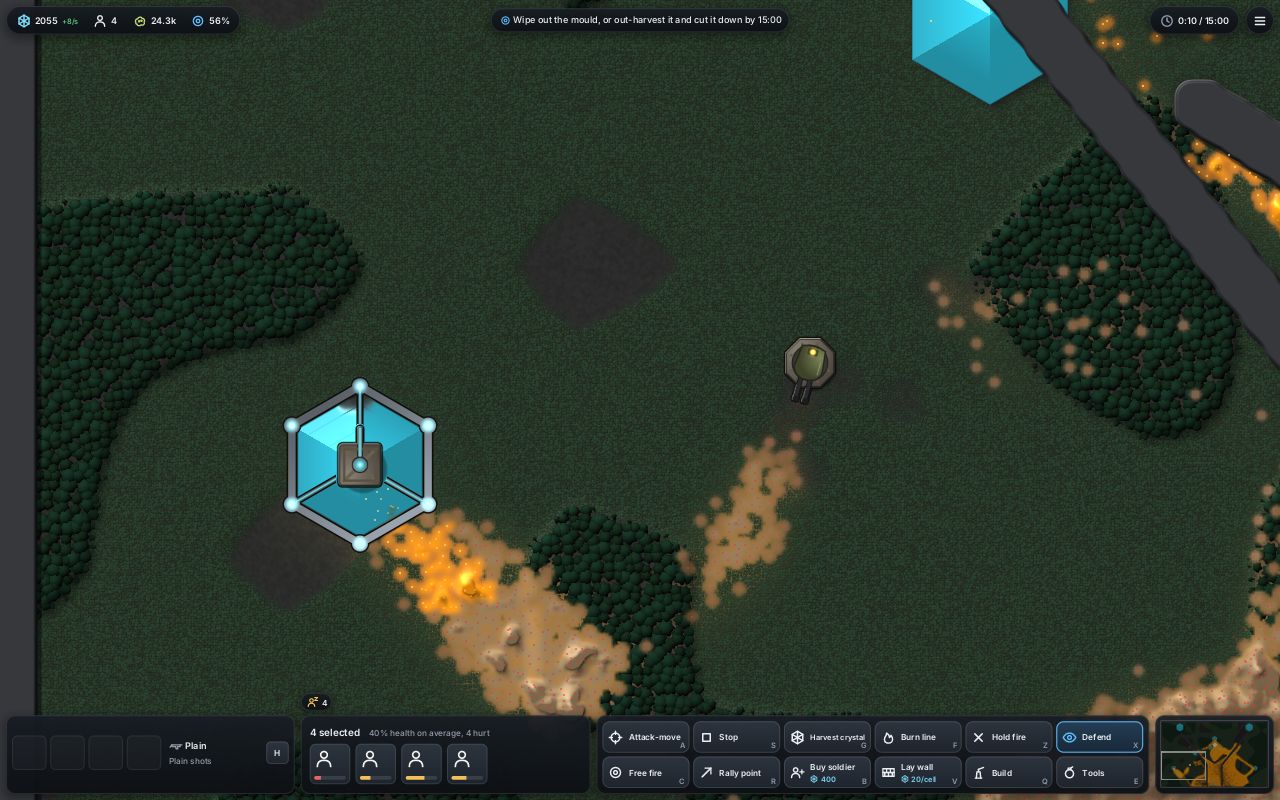 2055 +8/s 4 24.3k 56%
Wipe out the mould, or out-harvest it and cut it down by 15:00
0:10 / 15:00
4
Plain
Plain shots
H
4 selected 40% health on average, 4 hurt
Attack-move A
Stop S
Harvest crystal G
Burn line F
Hold fire Z
Defend X
Free fire C
Rally point R
Buy soldier 400 B
Lay wall 20/cell V
Build Q
Tools E